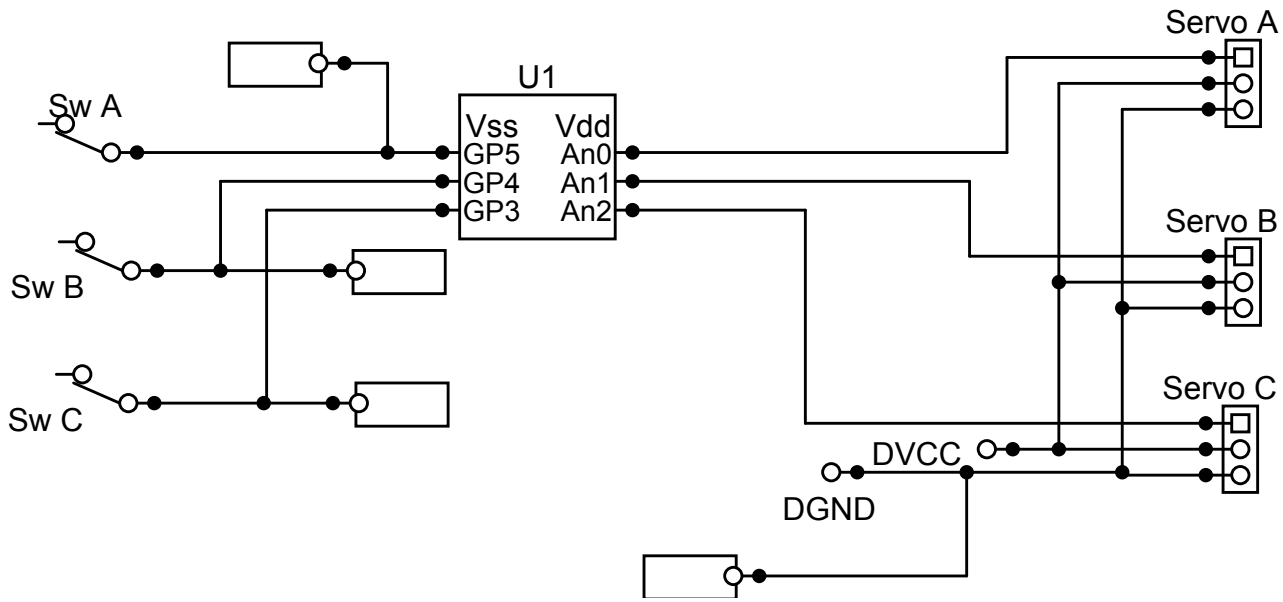 Servo A
U1
Sw A
Vss Vdd
GP5 An0
GP4 An1
GP3 An2
Servo B
Sw B
Servo C
Sw C
DVCC
DGND